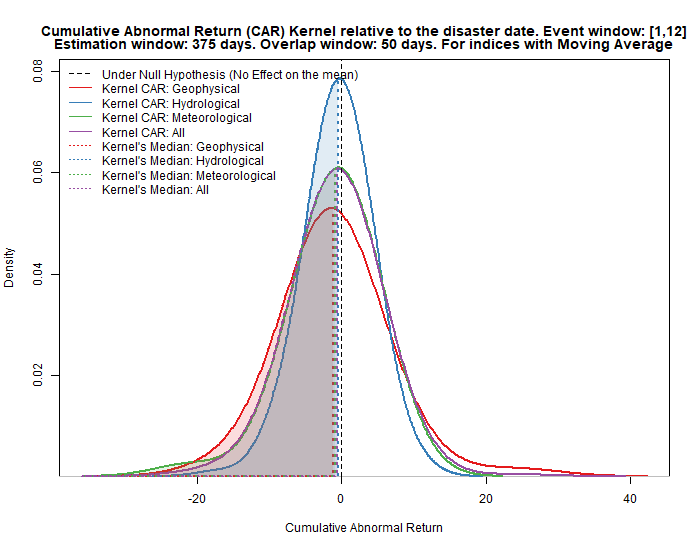 Cumulative Abnormal Return (CAR) Kernel relative to the disaster date. Event window: [1,12]
Estimation window: 375 days. Overlap window: 50 days. For indices with Moving Average
Under Null Hypothesis (No Effect on the mean)
Kernel CAR: Geophysical
Kernel CAR: Hydrological
Kernel CAR: Meteorological
Kernel CAR: All
Kernel's Median: Geophysical
Kernel's Median: Hydrological
Kernel's Median: Meteorological
Kernel's Median: All
0.08
0.06
0.04
0.02
Density
-20 0 20 40
Cumulative Abnormal Return